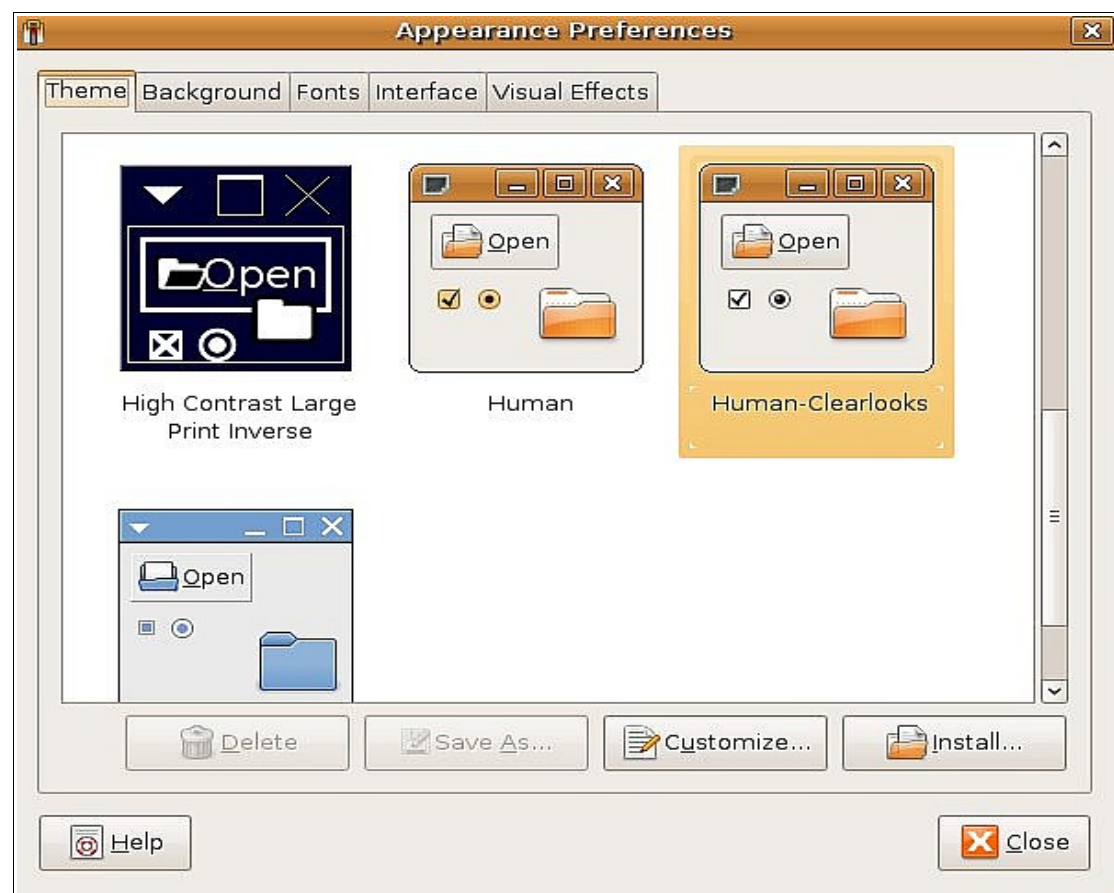 Appearance Preferences
Theme Background Fonts Interface Visual Effects
Open Open Open
High Contrast Large
Print Inverse
Human Human-Clearlooks
Open
Delete Save As... Customize... Install...
Help Close